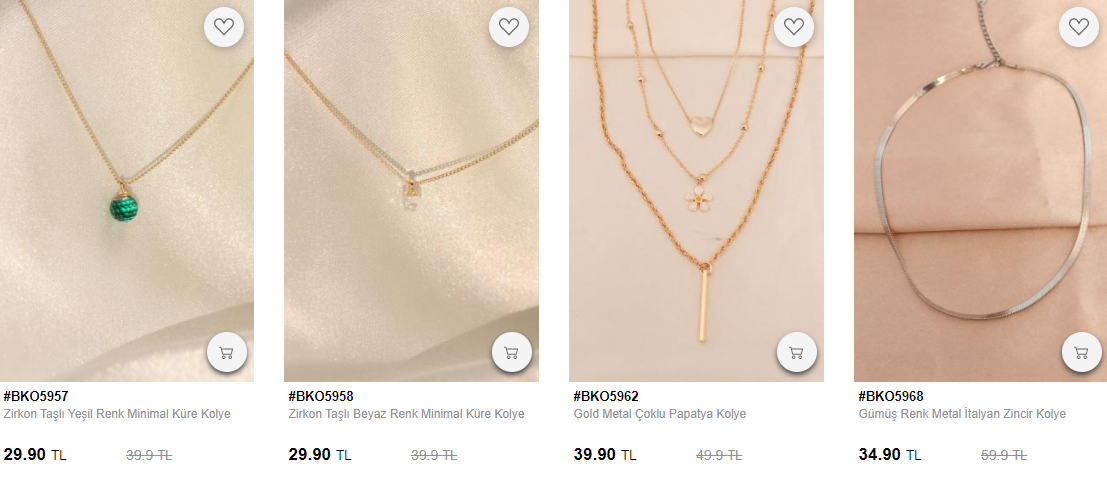 #BKO5957
Zirkon Taşlı Yeşil Renk Minimal Küre Kolye
29.90 TL 39.9 TL
#BKO5958
Zirkon Taşlı Beyaz Renk Minimal Küre Kolye
29.90 TL 39.9 TL
#BKO5962
Gold Metal Çoklu Papatya Kolye
39.90 TL 49.9 TL
#BKO5968
Gümüş Renk Metal İtalyan Zincir Kolye
34.90 TL 59.9 TL